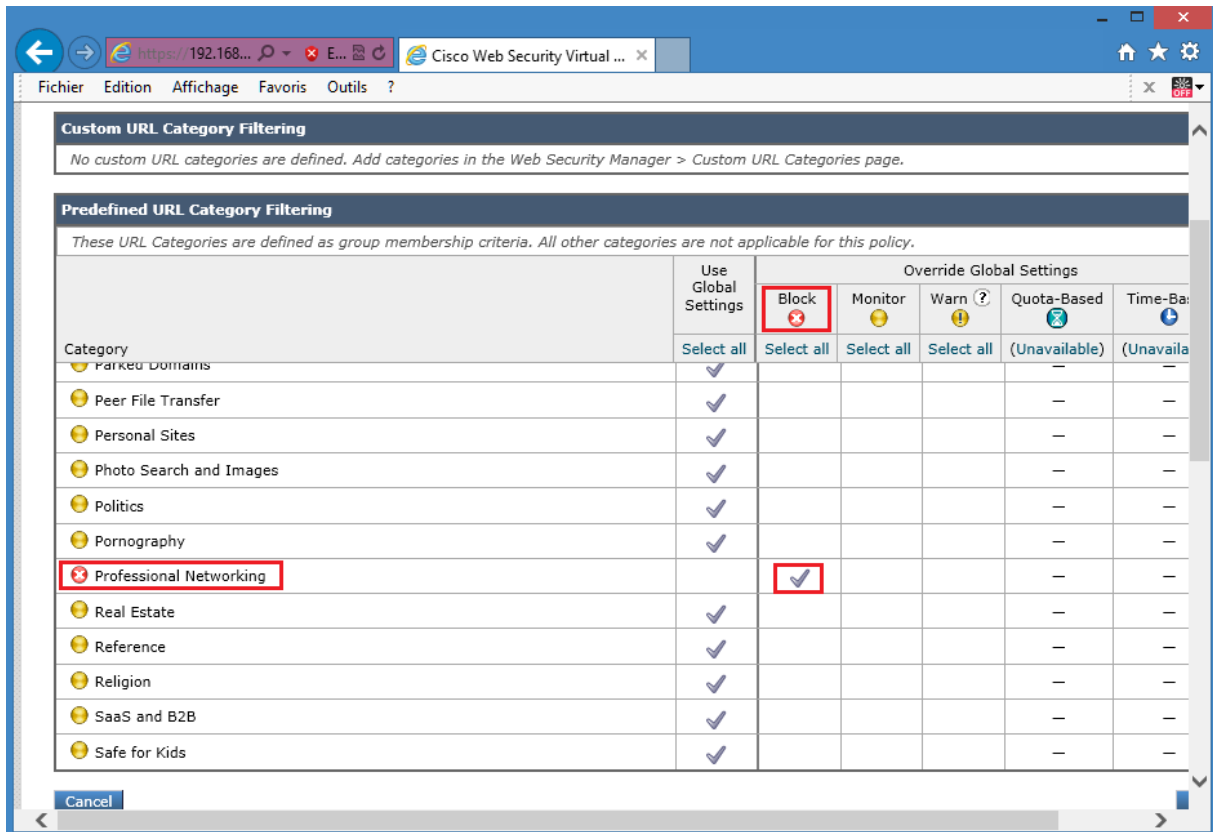 https://192.168... E...
Cisco Web Security Virtual ...
Fichier Edition Affichage Favoris Outils ?
OFF
Custom URL Category Filtering
No custom URL categories are defined. Add categories in the Web Security Manager > Custom URL Categories page.
Predefined URL Category Filtering
These URL Categories are defined as group membership criteria. All other categories are not applicable for this policy.
Use Global Settings
Override Global Settings
Block
Monitor
Warn ?
Quota-Based
Time-Ba
Category
Select all
Select all
Select all
Select all
(Unavailable)
(Unavaila
Parked Domains
Peer File Transfer
Personal Sites
Photo Search and Images
Politics
Pornography
Professional Networking
Real Estate
Reference
Religion
SaaS and B2B
Safe for Kids
Cancel